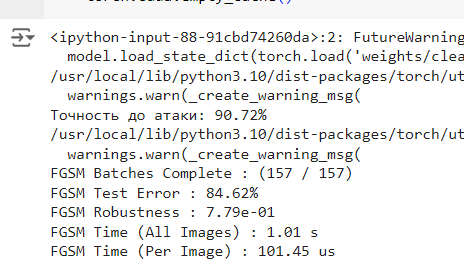 <ipython-input-88-91cbd74260da>:2: FutureWarning
model.load_state_dict(torch.load('weights/clea
/usr/local/lib/python3.10/dist-packages/torch/ut
warnings.warn(_create_warning_msg(
Точность до атаки: 90.72%
/usr/local/lib/python3.10/dist-packages/torch/ut
warnings.warn(_create_warning_msg(
FGSM Batches Complete : (157 / 157)
FGSM Test Error : 84.62%
FGSM Robustness : 7.79e-01
FGSM Time (All Images) : 1.01 s
FGSM Time (Per Image) : 101.45 us